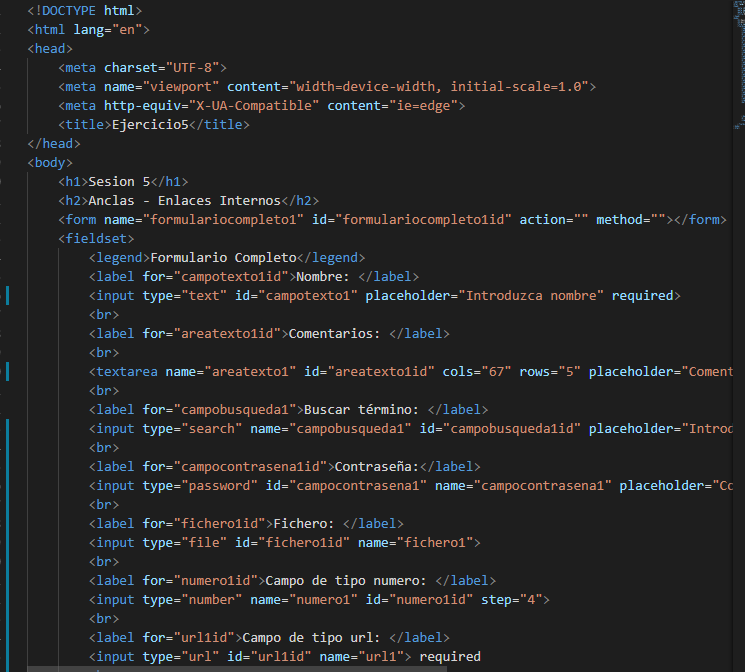 <!DOCTYPE html>
<html lang="en">
<head>
<meta charset="UTF-8">
<meta name="viewport" content="width=device-width, initial-scale=1.0">
<meta http-equiv="X-UA-Compatible" content="ie=edge">
<title>Ejercicio5</title>
</head>
<body>
<h1>Sesion 5</h1>
<h2>Anclas - Enlaces Internos</h2>
<form name="formulariocompleto1" id="formulariocompleto1id" action="" method=""></form>
<fieldset>
<legend>Formulario Completo</legend>
<label for="campotexto1id">Nombre: </label>
<input type="text" id="campotexto1" placeholder="Introduzca nombre" required>
<br>
<label for="areatexto1id">Comentarios: </label>
<br>
<textarea name="areatexto1" id="areatexto1id" cols="67" rows="5" placeholder="Coment
<br>
<label for="campobusqueda1">Buscar término: </label>
<input type="search" name="campobusqueda1" id="campobusqueda1id" placeholder="Introd
<br>
<label for="campocontrasena1id">Contraseña:</label>
<input type="password" id="campocontrasena1" name="campocontrasena1" placeholder="Co
<br>
<label for="fichero1id">Fichero: </label>
<input type="file" id="fichero1id" name="fichero1">
<br>
<label for="numero1id">Campo de tipo numero: </label>
<input type="number" name="numero1" id="numero1id" step="4">
<br>
<label for="url1id">Campo de tipo url: </label>
<input type="url" id="url1id" name="url1"> required